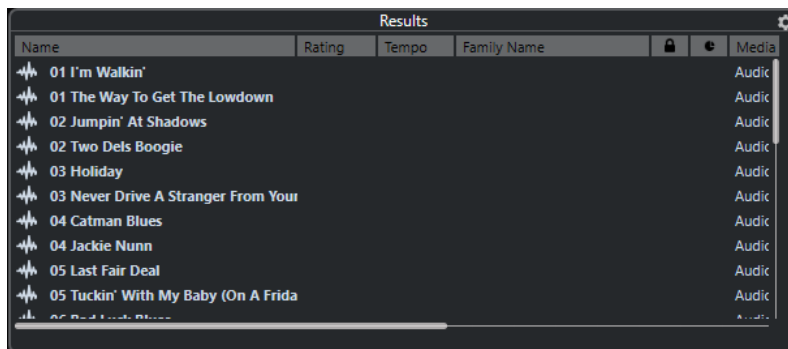 Results
Name Rating Tempo Family Name Media
01 I'm Walkin' Audic
01 The Way To Get The Lowdown Audic
02 Jumpin' At Shadows Audic
02 Two Dels Boogie Audic
03 Holiday Audic
03 Never Drive A Stranger From Your Audic
04 Catman Blues Audic
04 Jackie Nunn Audic
05 Last Fair Deal Audic
05 Tuckin' With My Baby (On A Frida Audic